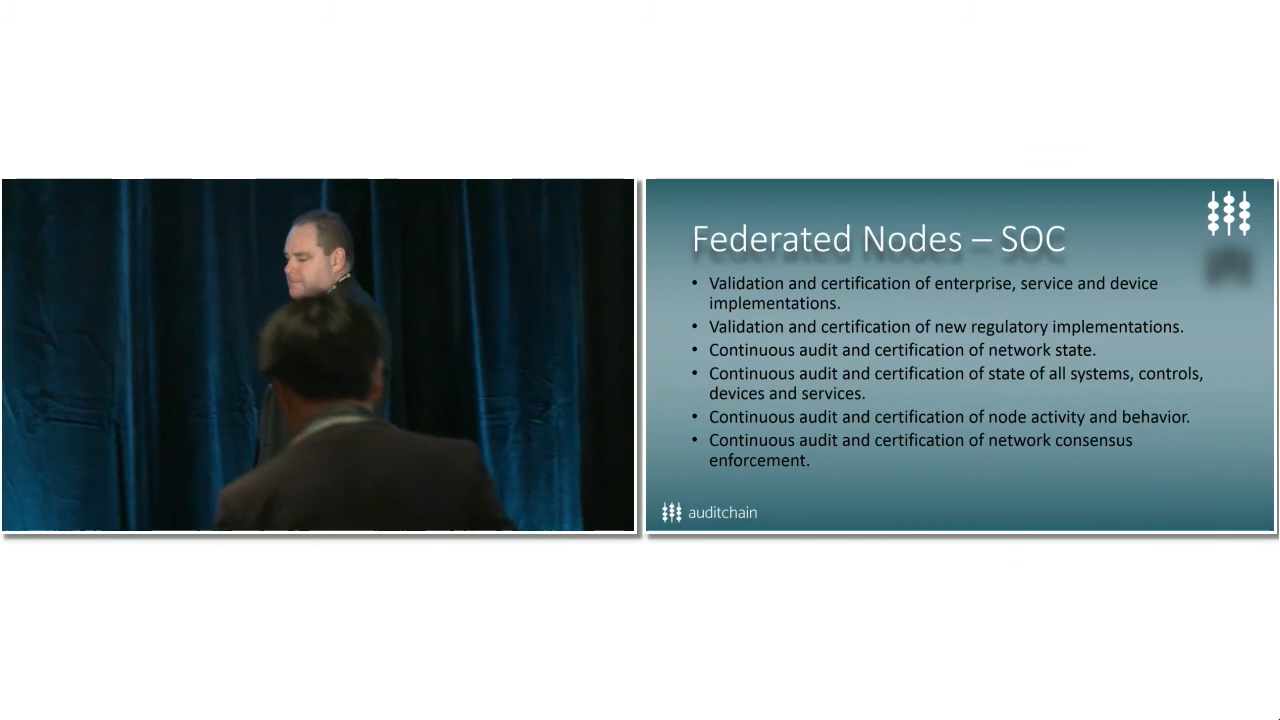 Federated Nodes – SOC
• Validation and certification of enterprise, service and device
implementations.
• Validation and certification of new regulatory implementations.
• Continuous audit and certification of network state.
• Continuous audit and certification of state of all systems, controls,
devices and services.
• Continuous audit and certification of node activity and behavior.
• Continuous audit and certification of network consensus
enforcement.
auditchain